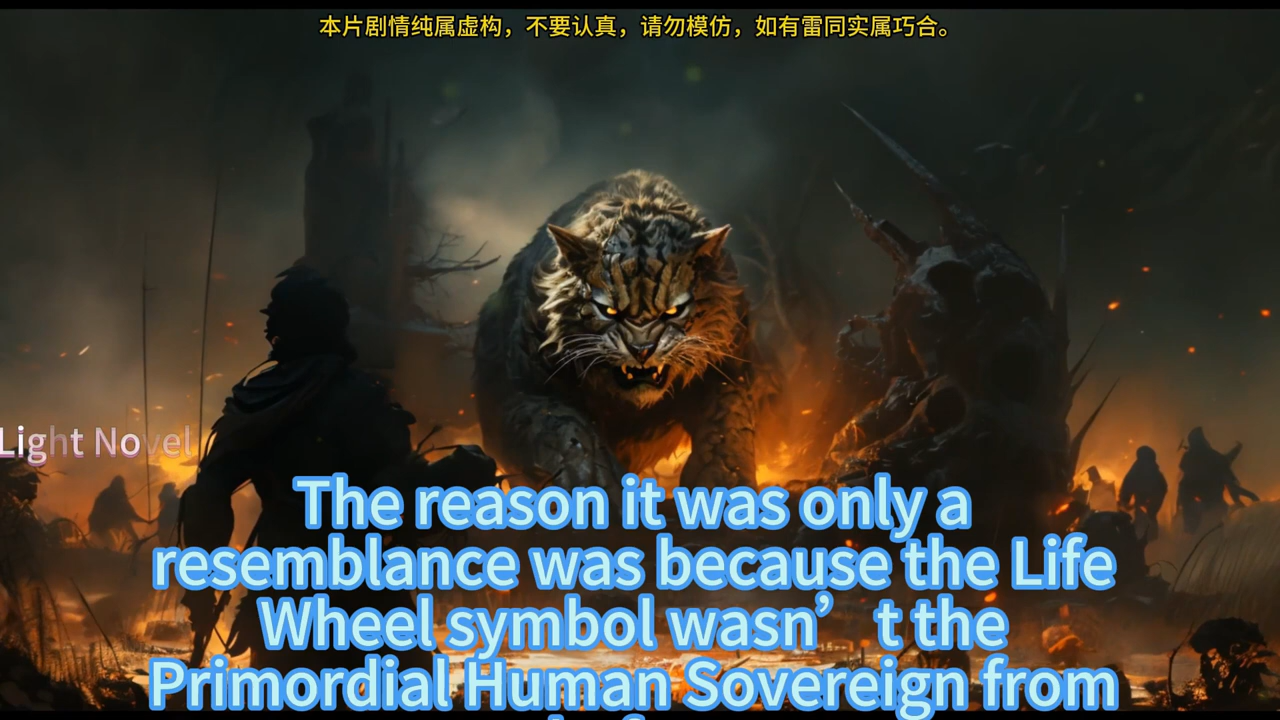 本片剧情纯属虚构，不要认真，请勿模仿，如有雷同实属巧合。
Light Novel
The reason it was only a
resemblance was because the Life
Wheel symbol wasn’ t the
Primordial Human Sovereign from